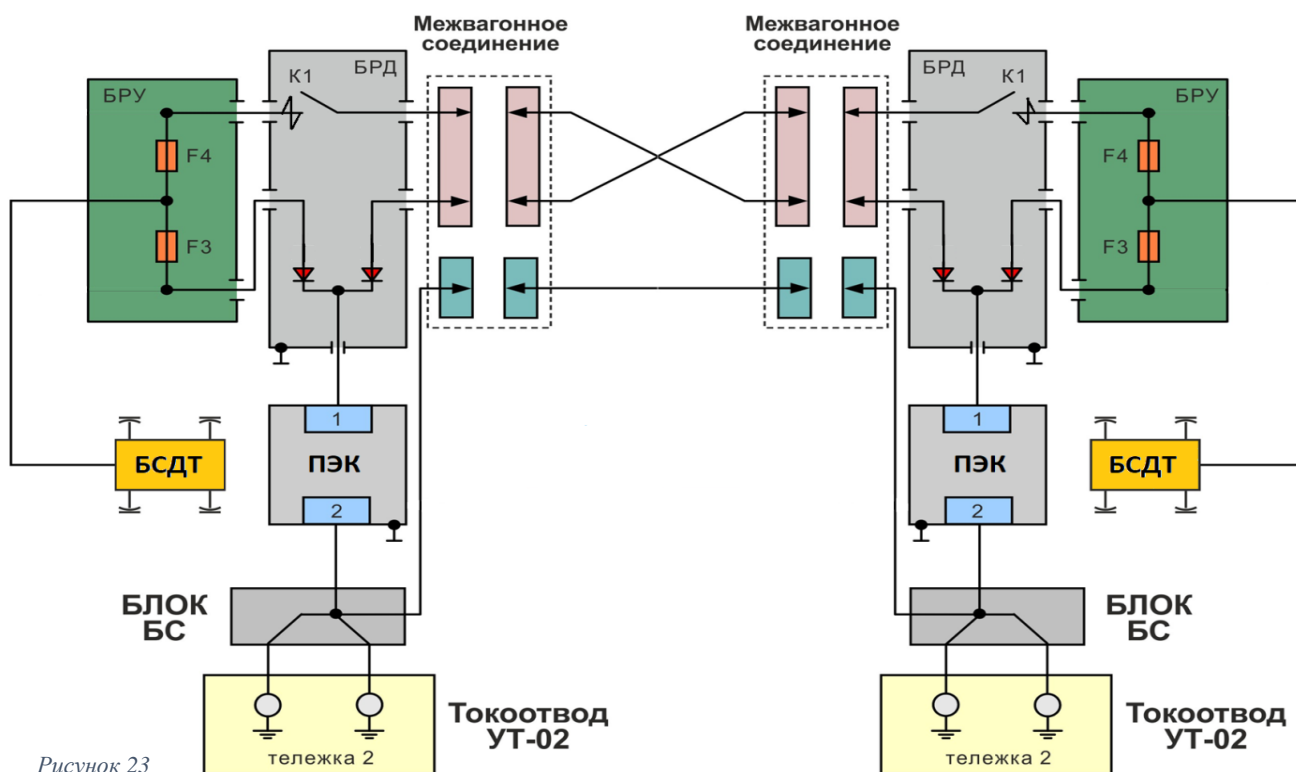 Межвагонное
соединение
Межвагонное
соединение
БРУ
К1
БРД
F4
F3
БРД
К1
БРУ
F4
F3
1
ПЭК
2
БСДТ
1
ПЭК
2
БСДТ
БЛОК
БС
БЛОК
БС
Токоотвод
УТ-02
тележка 2
Токоотвод
УТ-02
тележка 2
Рисунок 23